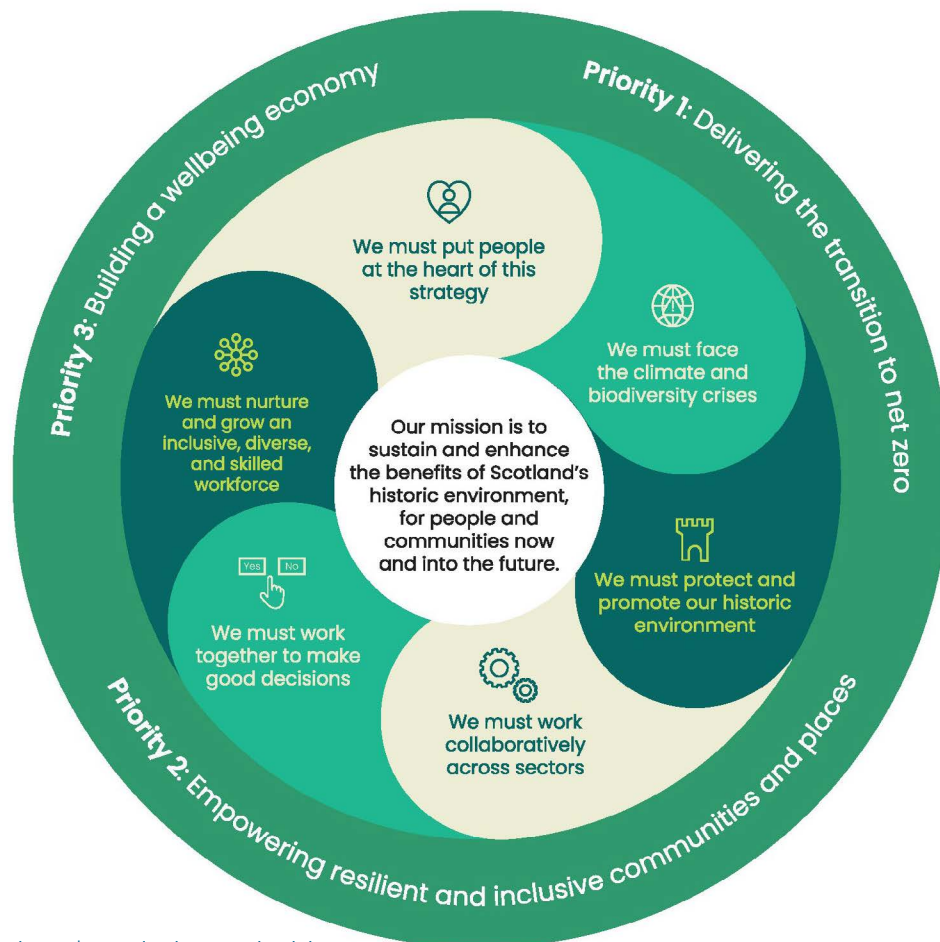 Priority 1: Delivering the transition to net zero
Priority 2: Empowering resilient and inclusive communities and places
Priority 3: Building a wellbeing economy
We must put people
at the heart of this
strategy
We must face
the climate and
biodiversity crises
We must protect and
promote our historic
environment
We must work
collaboratively
across sectors
Yes No
We must work
together to make
good decisions
We must nurture
and grow an
inclusive, diverse,
and skilled
workforce
Our mission is to
sustain and enhance
the benefits of Scotland's
historic environment,
for people and
communities now
and into the future.